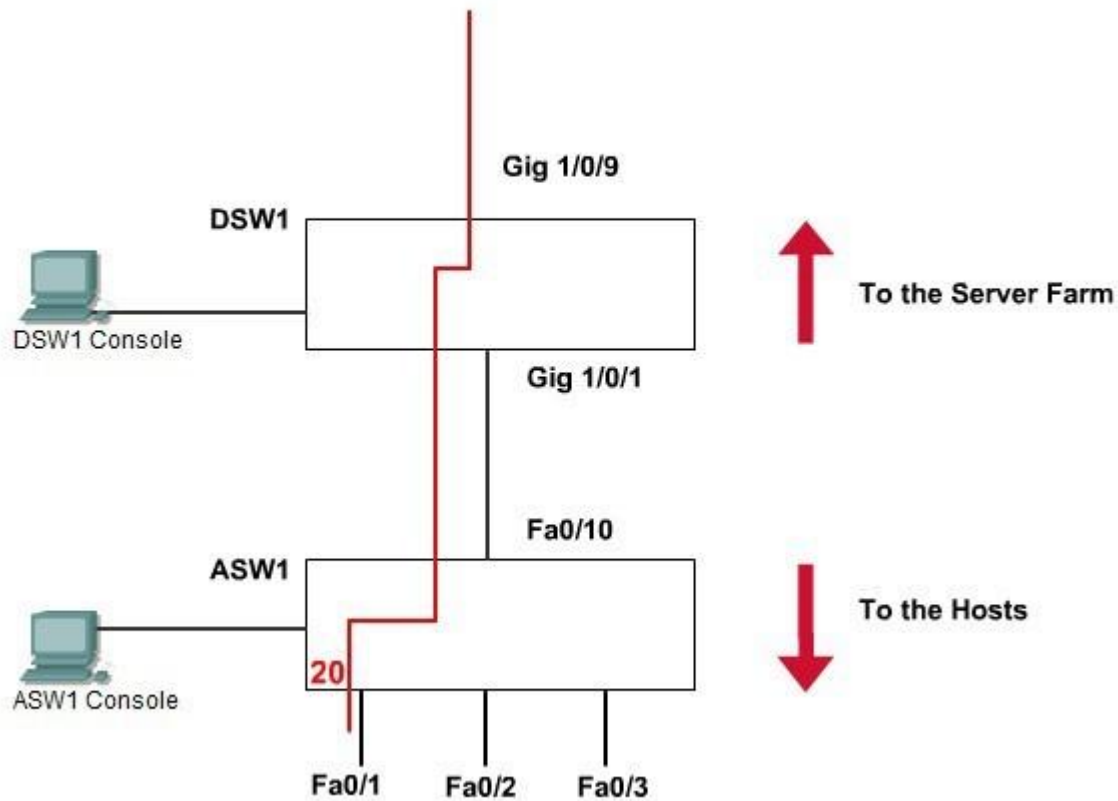 Gig 1/0/9
DSW1
To the Server Farm
DSW1 Console
Gig 1/0/1
Fa0/10
ASW1
To the Hosts
20
ASW1 Console
Fa0/1
Fa0/2
Fa0/3